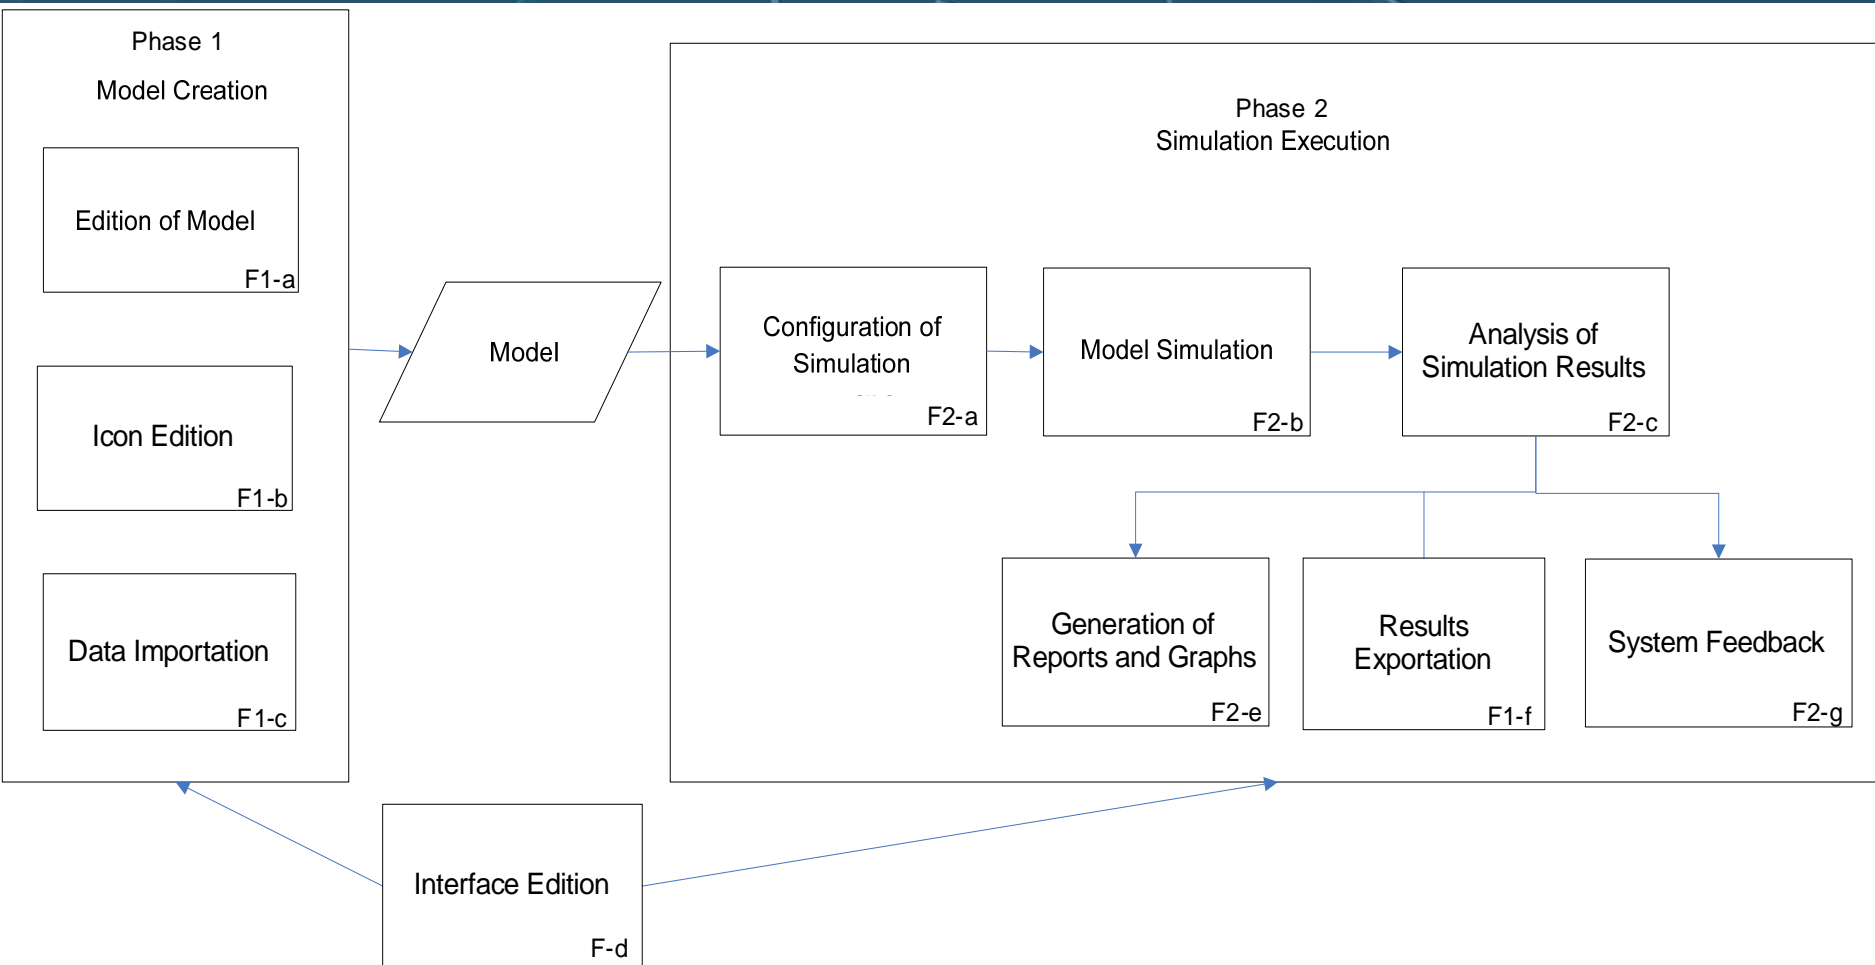 Phase 1
Model Creation
Edition of Model
F1-a
Icon Edition
F1-b
Data Importation
F1-c
Model
Phase 2
Simulation Execution
Configuration of
Simulation
F2-a
Model Simulation
F2-b
Analysis of
Simulation Results
F2-c
Generation of
Reports and Graphs
F2-e
Results
Exportation
F1-f
System Feedback
F2-g
Interface Edition
F-d